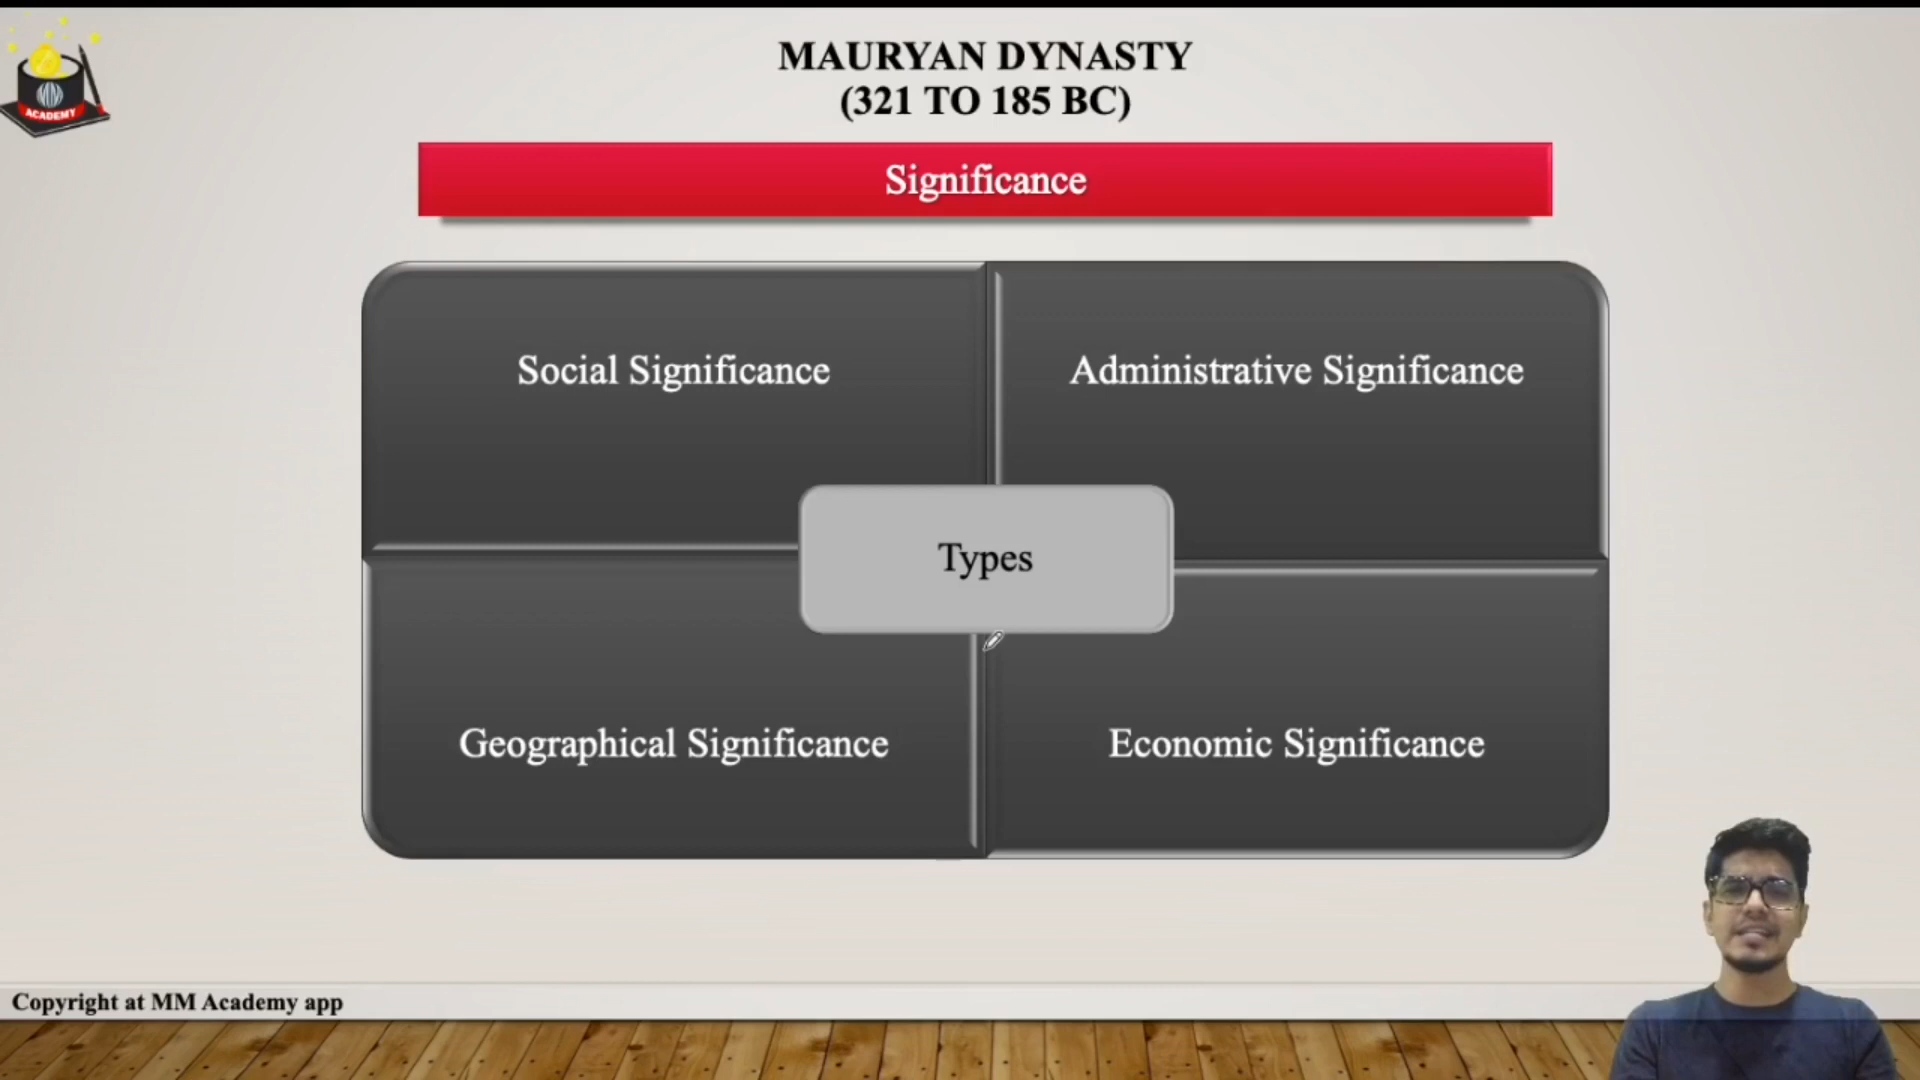 MAURYAN DYNASTY
(321 TO 185 BC)
Significance
Social Significance
Administrative Significance
Types
Geographical Significance
Economic Significance
ACADEMY
Copyright at MM Academy app